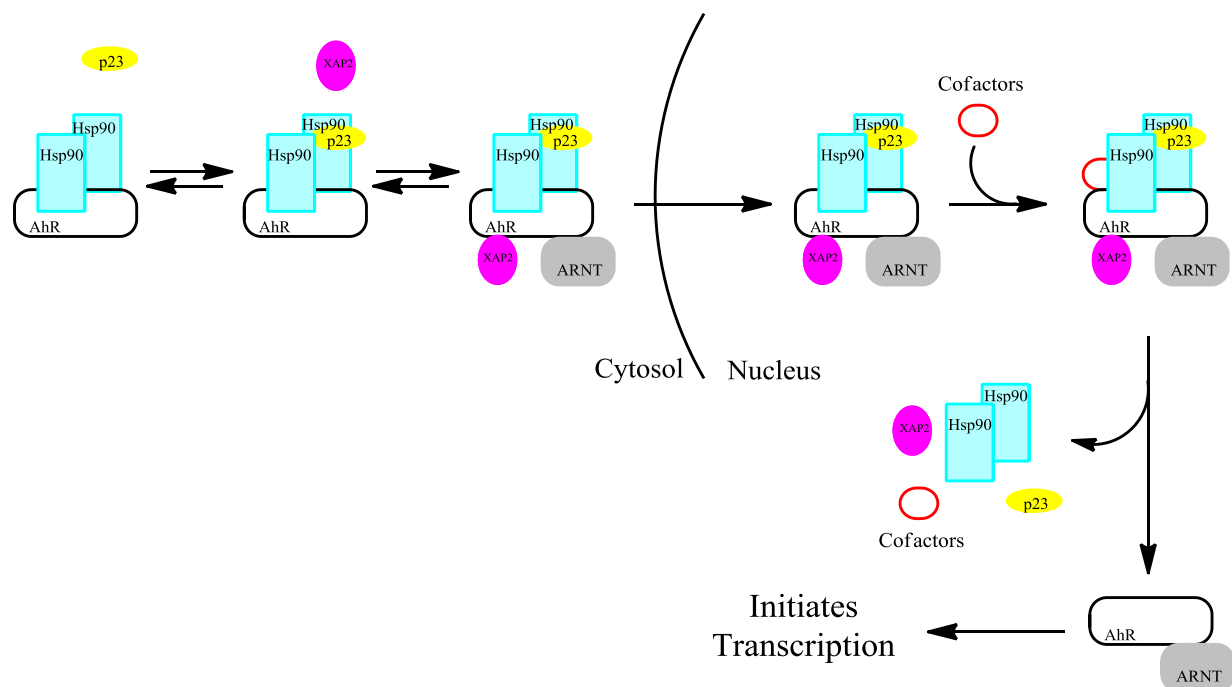 p23
Hsp90
Hsp90
AhR
XAP2
Hsp90
p23
Hsp90
AhR
Hsp90
p23
Hsp90
AhR
XAP2
ARNT
Cytosol
Nucleus
Hsp90
p23
Hsp90
AhR
XAP2
ARNT
Cofactors
Hsp90
p23
Hsp90
AhR
XAP2
ARNT
XAP2
Hsp90
Hsp90
p23
Cofactors
AhR
ARNT
Initiates
Transcription